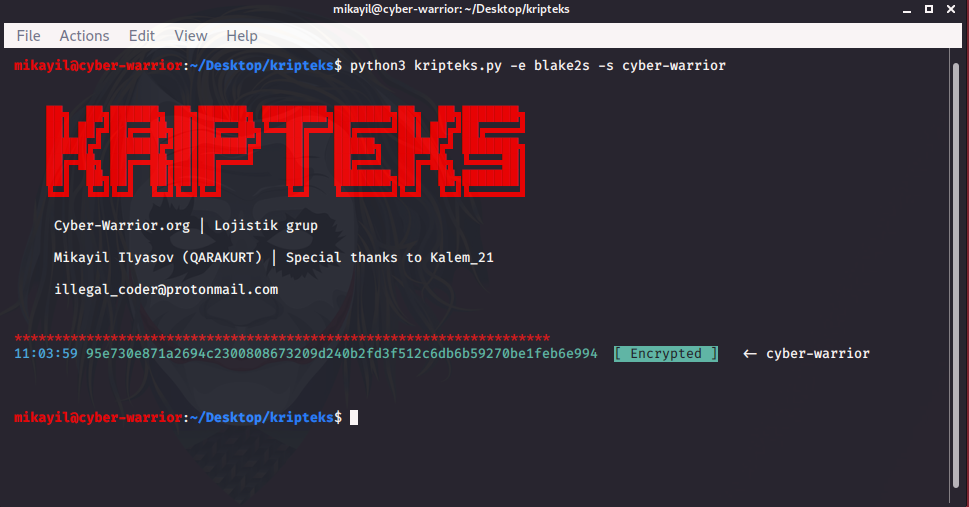 mikayil@cyber-warrior: ~/Desktop/kripteks
File Actions Edit View Help
mikayil@cyber-warrior:~/Desktop/kripteks$ python3 kripteks.py -e blake2s -s cyber-warrior
KRIPTEKS
Cyber-Warrior.org | Lojistik grup
Mikayil Ilyasov (QARAKURT) | Special thanks to Kalem_21
illegal_coder@protonmail.com
*******************************************************************
11:03:59 95e730e871a2694c2300808673209d240b2fd3f512c6db6b59270be1feb6e994 [ Encrypted ] <- cyber-warrior
mikayil@cyber-warrior:~/Desktop/kripteks$